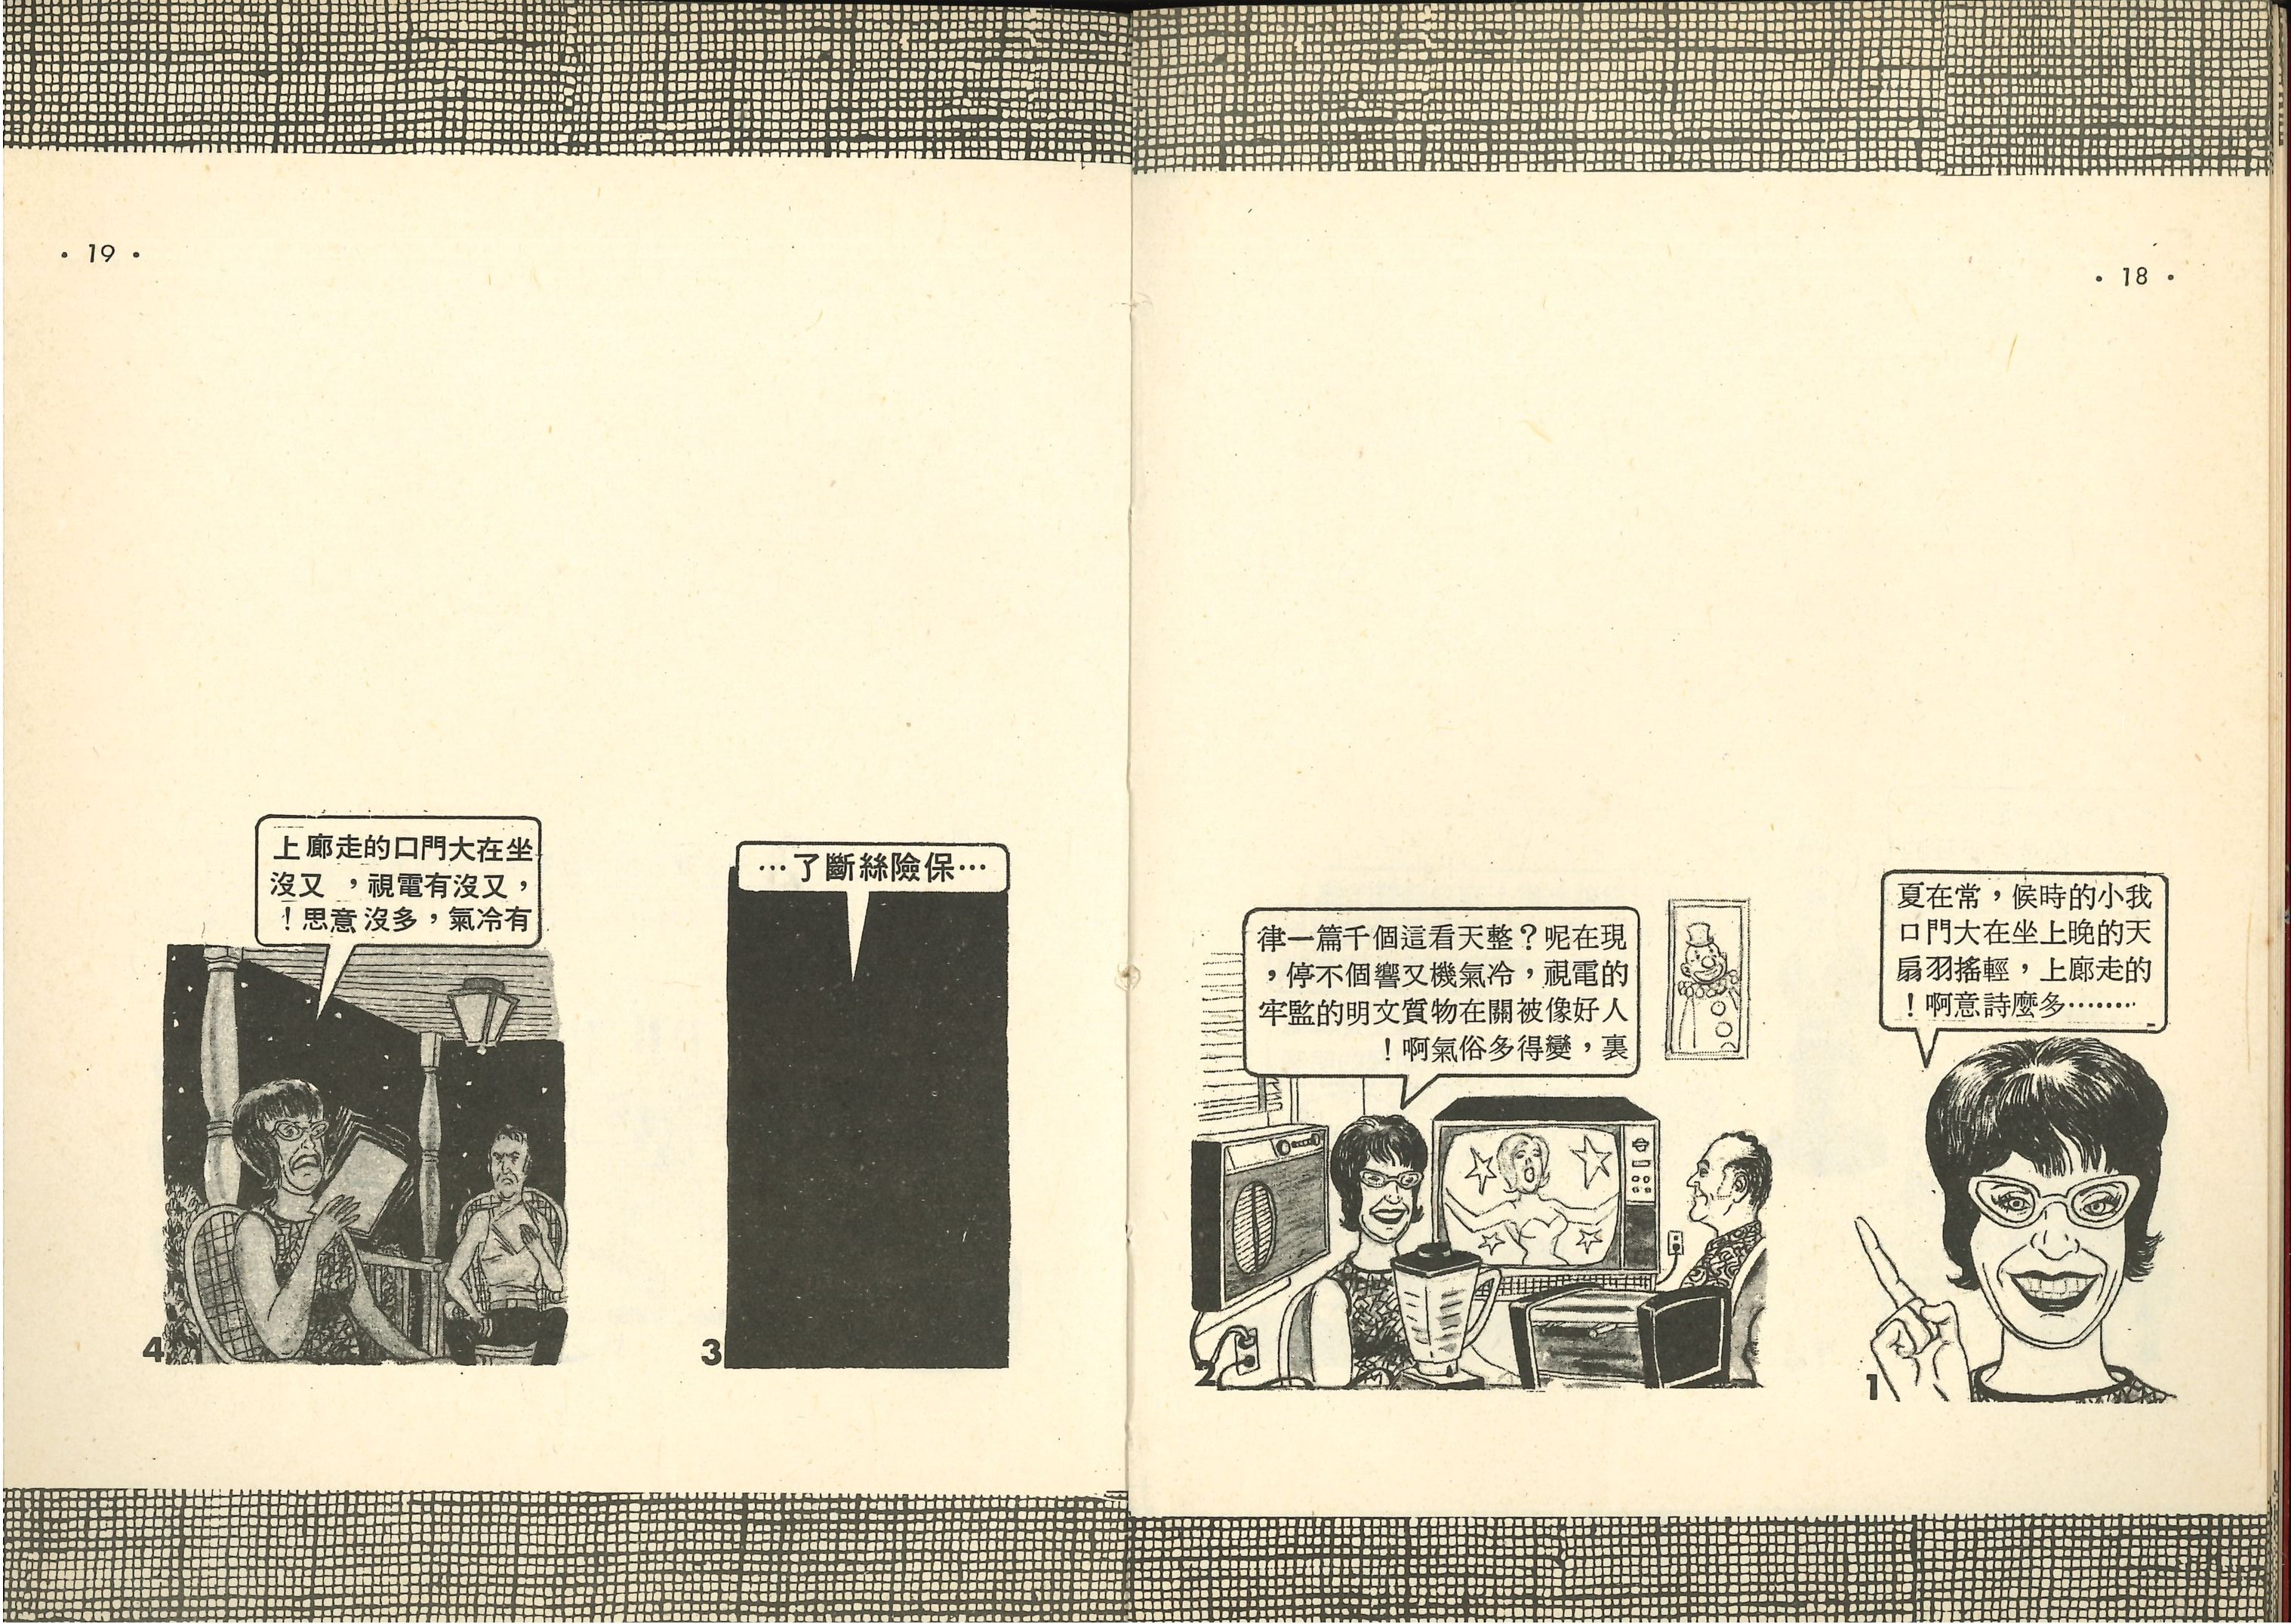 · 18 ·
我小的時候，常在夏
天的晚上坐在大門口
的走廊上，輕搖羽扇
………多麼詩意啊！
1
現在呢？整天看這個千篇一律
的電視，冷氣機又響個不停，
人好像被關在物質文明的監牢
裏，變得多俗氣啊！
2
· 19 ·
…保險絲斷了…
3
坐在大門口的走廊上
，又沒有電視，又沒
有冷氣，多沒意思！
4